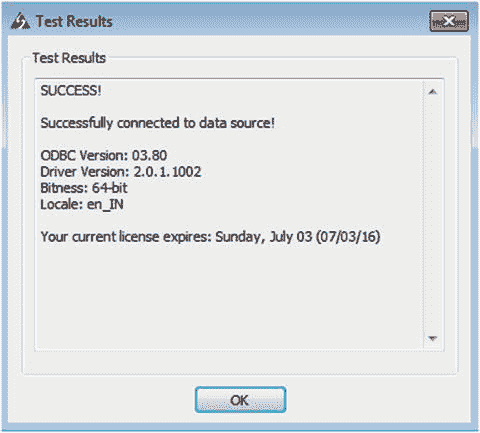 Test Results
Test Results
SUCCESS!
Successfully connected to data source!
ODBC Version: 03.80
Driver Version: 2.0.1.1002
Bitness: 64-bit
Locale: en_IN
Your current license expires: Sunday, July 03 (07/03/16)
OK